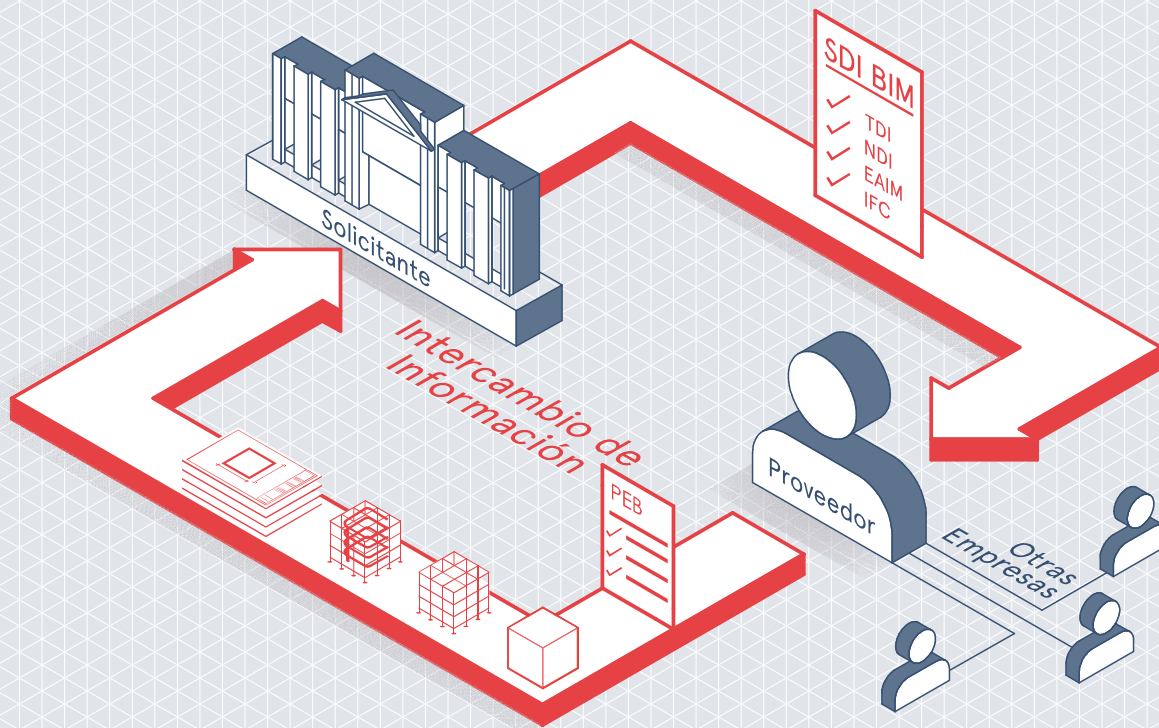 SDI BIM
TDI
NDI
EAIM
IFC
Solicitante
Intercambio de
Información
PEB
Proveedor
Otras
Empresas